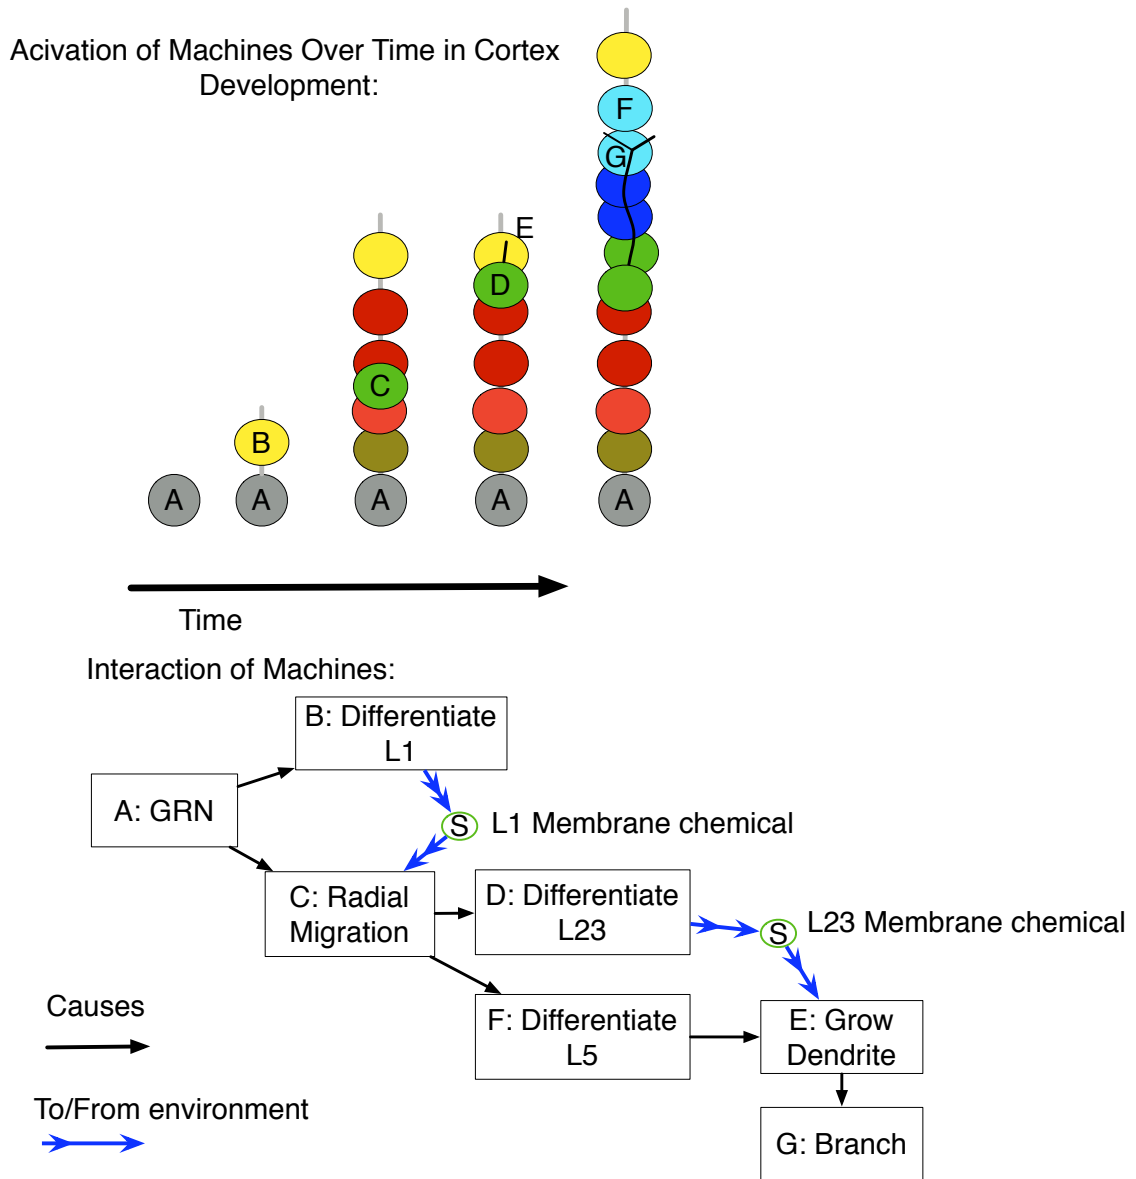 Acivation of Machines Over Time in Cortex
Development:
F
G
E
D
B
C
A
A
A
A
A
Time
Interaction of Machines:
B: Differentiate
L1
A: GRN
S
L1 Membrane chemical
C: Radial
Migration
D: Differentiate
L23
S
L23 Membrane chemical
Causes
F: Differentiate
L5
E: Grow
Dendrite
To/From environment
G: Branch